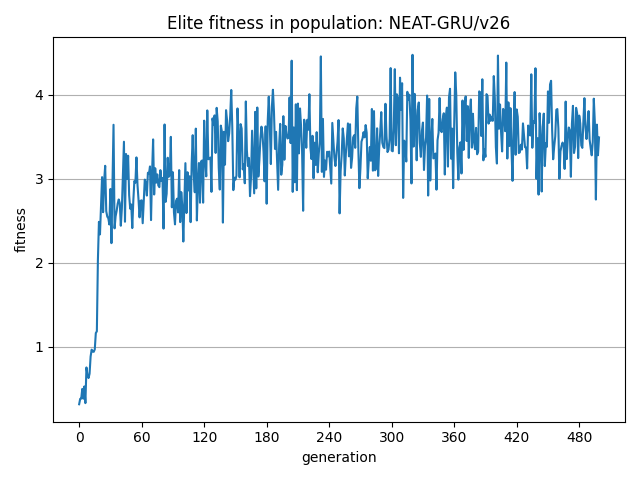 Elite fitness in population: NEAT-GRU/v26
fitness
4
3
2
1
0 60 120 180 240 300 360 420 480
generation